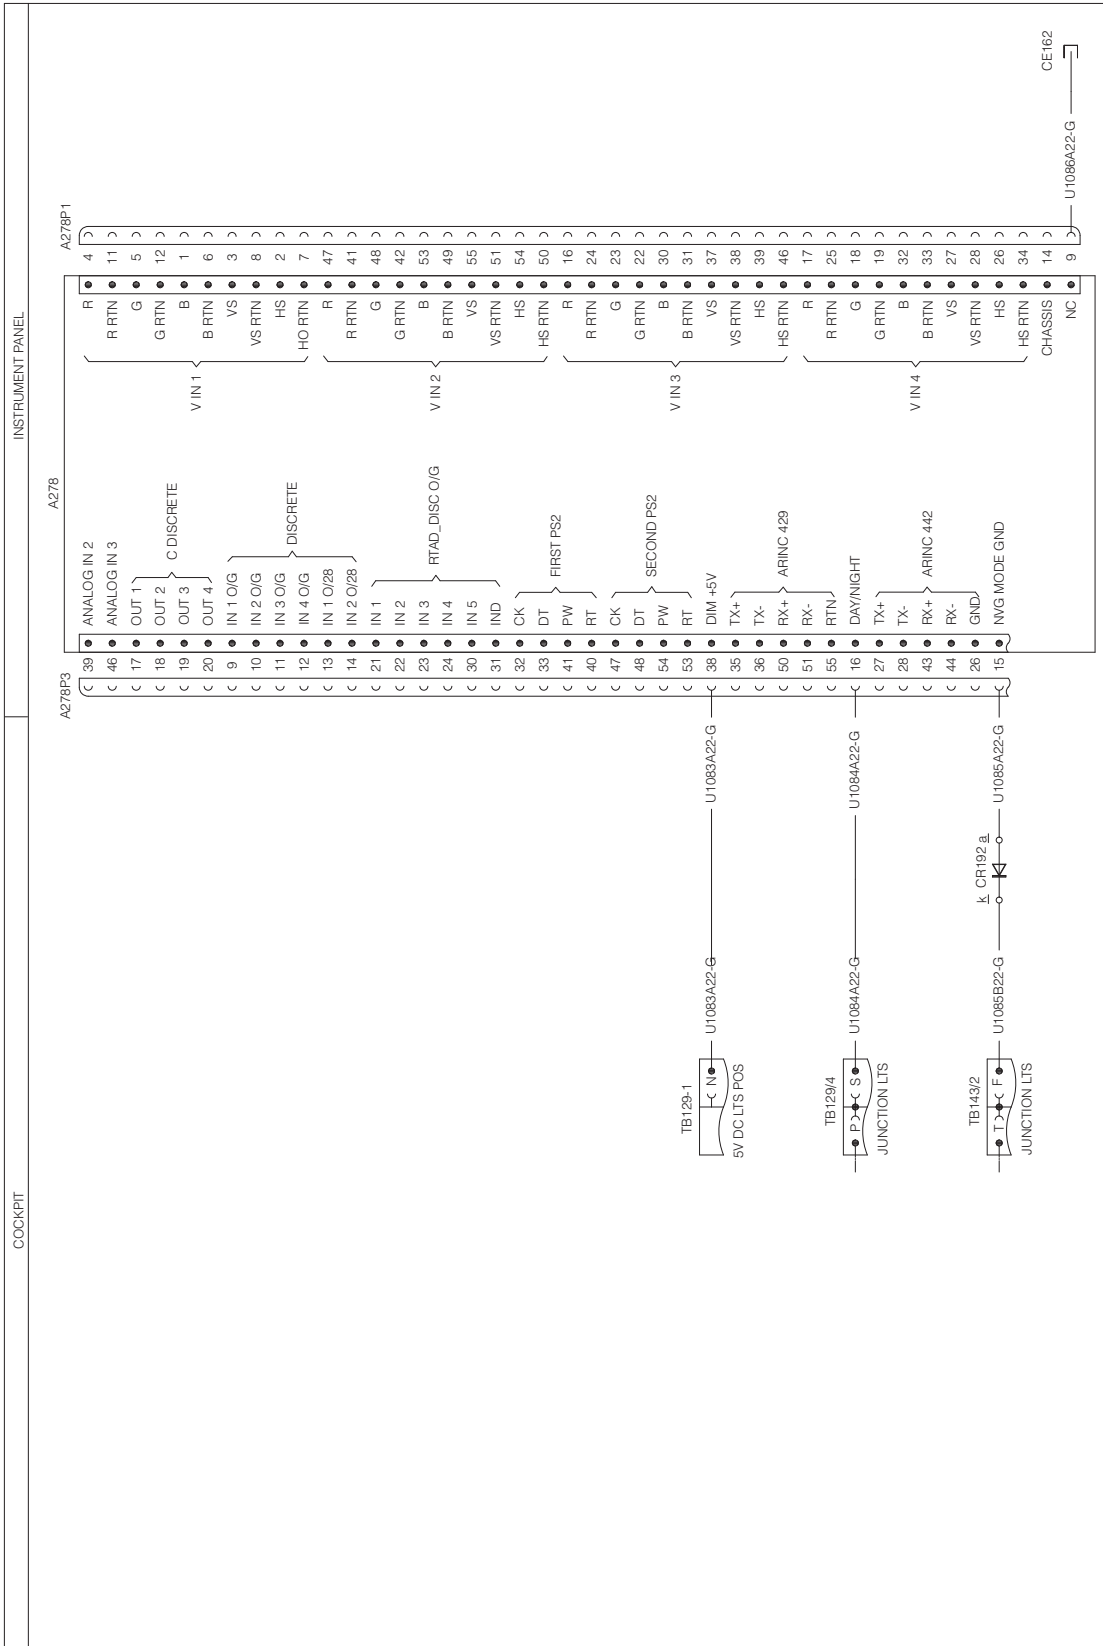 COCKPIT
INSTRUMENT PANEL
A278P3
A278
A278P1
39 ANALOG IN 2
46 ANALOG IN 3
17 OUT 1
18 OUT 2
19 OUT 3
20 OUT 4
C DISCRETE
9 IN 1 O/G
10 IN 2 O/G
11 IN 3 O/G
12 IN 4 O/G
13 IN 1 O/28
14 IN 2 O/28
DISCRETE
21 IN 1
22 IN 2
23 IN 3
24 IN 4
30 IN 5
31 IND
RTAD_DISC O/G
32 CK
33 DT
41 PW
40 RT
FIRST PS2
47 CK
48 DT
54 PW
53 RT
SECOND PS2
38 DIM +5V
35 TX+
36 TX-
50 RX+
51 RX-
55 RTN
ARINC 429
16 DAY/NIGHT
27 TX+
28 TX-
43 RX+
44 RX-
26 GND
ARINC 442
15 NVG MODE GND
R 4
R RTN 11
G 5
G RTN 12
B 1
B RTN 6
VS 3
VS RTN 8
HS 2
HO RTN 7
V IN 1
R 47
R RTN 41
G 48
G RTN 42
B 53
B RTN 49
VS 55
VS RTN 51
HS 54
HS RTN 50
V IN 2
R 16
R RTN 24
G 23
G RTN 22
B 30
B RTN 31
VS 37
VS RTN 38
HS 39
HS RTN 46
V IN 3
R 17
R RTN 25
G 18
G RTN 19
B 32
B RTN 33
VS 27
VS RTN 28
HS 26
HS RTN 34
V IN 4
CHASSIS 14
NC 9
U1086A22-G
CE162
TB129-1
N
5V DC LTS POS
U1083A22-G
U1083A22-G
TB129/4
P S
JUNCTION LTS
U1084A22-G
U1084A22-G
TB143/2
T F
JUNCTION LTS
U1085B22-G
k CR192 a
U1085A22-G